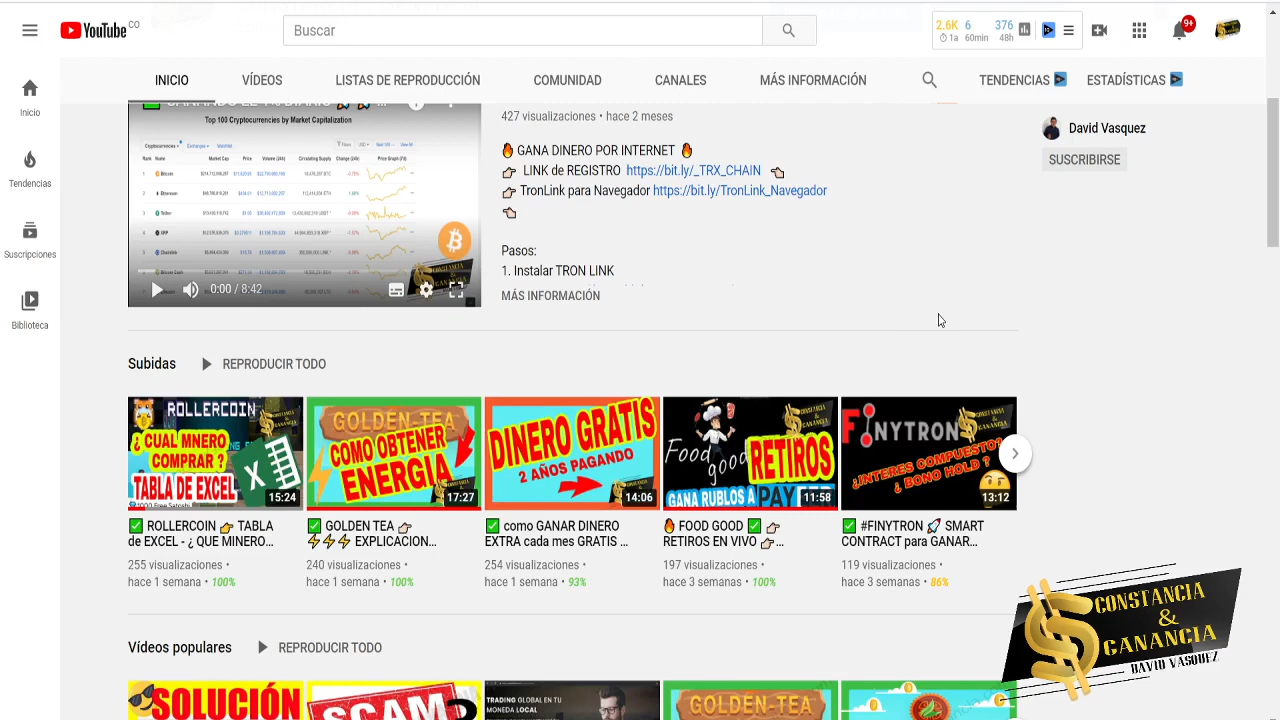 YouTube CO
Buscar
2.6K 6 376
1a 60min 48h
9+
INICIO VÍDEOS LISTAS DE REPRODUCCIÓN COMUNIDAD CANALES MÁS INFORMACIÓN TENDENCIAS ESTADÍSTICAS
Inicio
Tendencias
Suscripciones
Biblioteca
Top 100 Cryptocurrencies by Market Capitalization
0:00 / 8:42
427 visualizaciones • hace 2 meses
🔥 GANA DINERO POR INTERNET 🔥
👉 LINK de REGISTRO https://bit.ly/_TRX_CHAIN 👈
👉 TronLink para Navegador https://bit.ly/TronLink_Navegador
👈
Pasos:
1. Instalar TRON LINK
MÁS INFORMACIÓN
David Vasquez
SUSCRIBIRSE
Subidas REPRODUCIR TODO
ROLLERCOIN
¿ CUAL MNERO
COMPRAR ?
TABLA
DE EXCEL
15:24
GOLDEN-TEA
COMO OBTENER
ENERGIA
17:27
DINERO GRATIS
2 AÑOS PAGANDO
14:06
Food
good
RETIROS
GANA RUBLOS A PAY
11:58
FINYTRON
¿INTERES COMPUESTO?
¿ BONO HOLD ?
13:12
✅ ROLLERCOIN 👉 TABLA
de EXCEL - ¿ QUE MINERO...
255 visualizaciones •
hace 1 semana • 100%
✅ GOLDEN TEA 👉
⚡⚡⚡ EXPLICACION...
240 visualizaciones •
hace 1 semana • 100%
✅ como GANAR DINERO
EXTRA cada mes GRATIS ...
254 visualizaciones •
hace 1 semana • 93%
🔥 FOOD GOOD ✅ 👉
RETIROS EN VIVO 👉...
197 visualizaciones •
hace 3 semanas • 100%
✅ #FINYTRON 🚀 SMART
CONTRACT para GANAR...
119 visualizaciones •
hace 3 semanas • 86%
CONSTANCIA
&
GANANCIA
DAVID VASQUEZ
Vídeos populares REPRODUCIR TODO
SOLUCIÓN
SCAM
TRADING GLOBAL EN TU
MONEDA LOCAL
GOLDEN-TEA